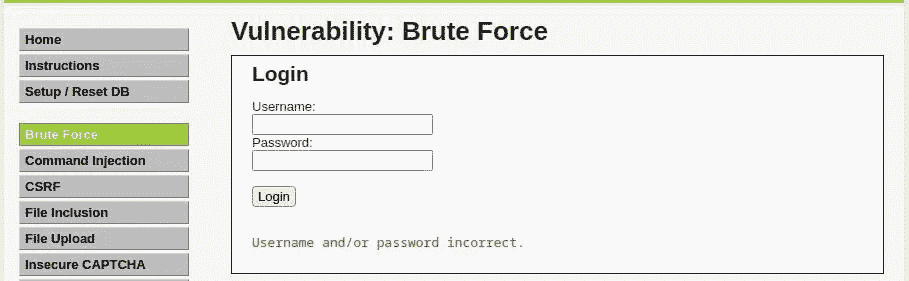 Vulnerability: Brute Force
Home
Instructions
Setup / Reset DB
Brute Force
Command Injection
CSRF
File Inclusion
File Upload
Insecure CAPTCHA
Login
Username:
Password:
Login
Username and/or password incorrect.